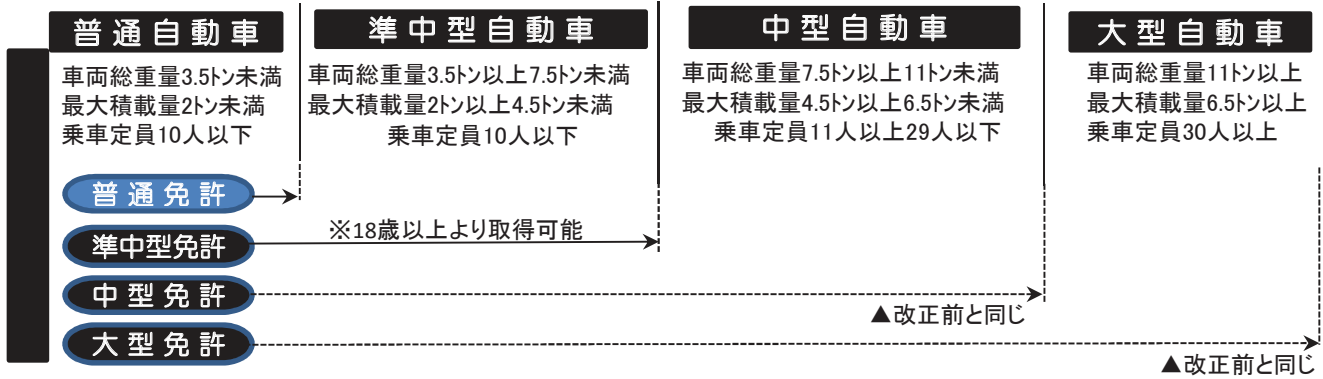 普通自動車
車両総重量3.5トン未満
最大積載量2トン未満
乗車定員10人以下
準中型自動車
車両総重量3.5トン以上7.5トン未満
最大積載量2トン以上4.5トン未満
乗車定員10人以下
中型自動車
車両総重量7.5トン以上11トン未満
最大積載量4.5トン以上6.5トン未満
乗車定員11人以上29人以下
大型自動車
車両総重量11トン以上
最大積載量6.5トン以上
乗車定員30人以上
普通免許
準中型免許
※18歳以上より取得可能
中型免許
▲改正前と同じ
大型免許
▲改正前と同じ